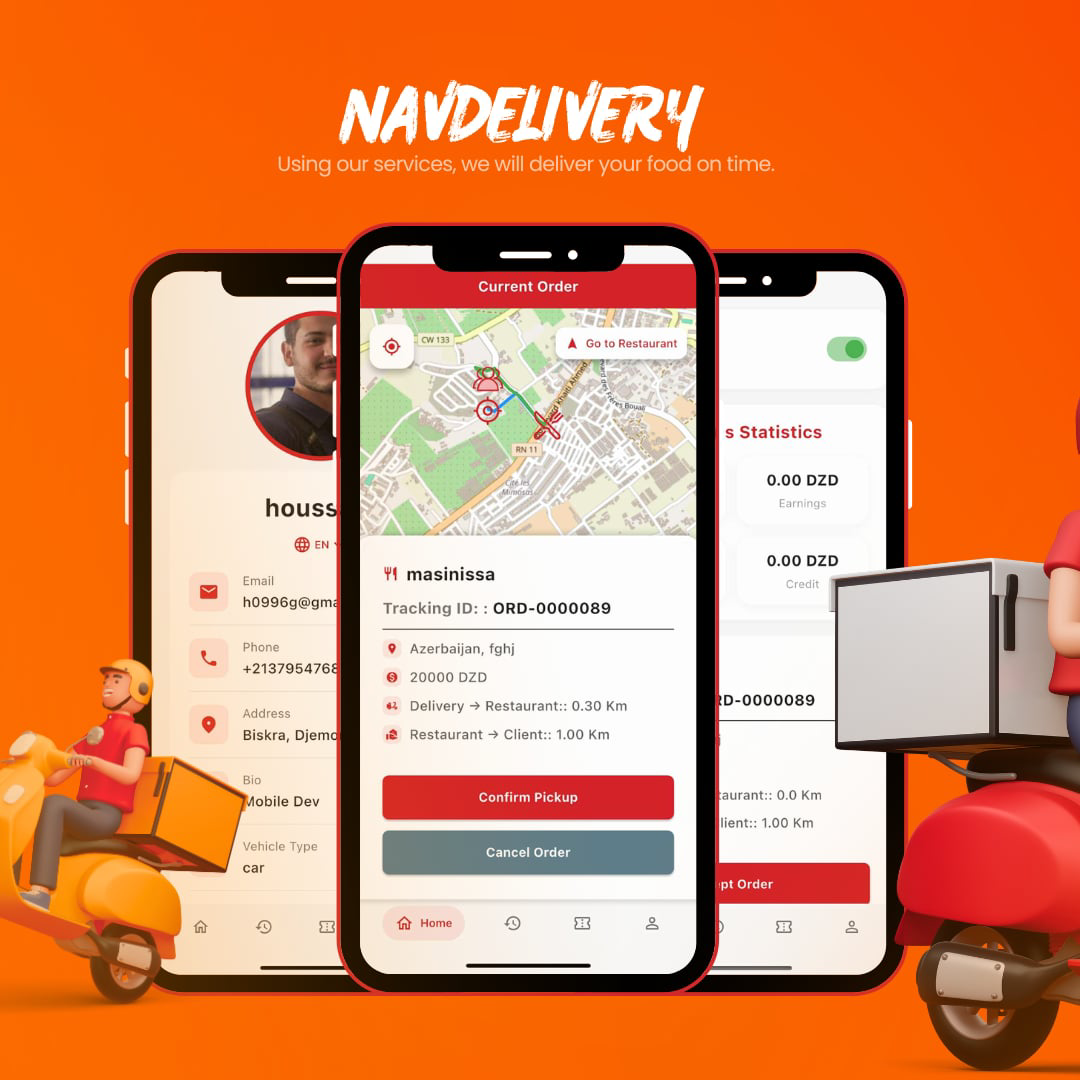 NAVDELIVERY
Using our services, we will deliver your food on time.
houss
EN
Email
h0996g@gma
Phone
+2137954768
Address
Biskra, Djemo
Bio
Mobile Dev
Vehicle Type
car
Current Order
CW 133
Go to Restaurant
RN 11
Cité les
Mimosas
masinissa
Tracking ID: : ORD-0000089
Azerbaijan, fghj
20000 DZD
Delivery → Restaurant:: 0.30 Km
Restaurant → Client:: 1.00 Km
Confirm Pickup
Cancel Order
Home
s Statistics
0.00 DZD
Earnings
0.00 DZD
Credit
RD-0000089
taurant:: 0.0 Km
lient:: 1.00 Km
pt Order